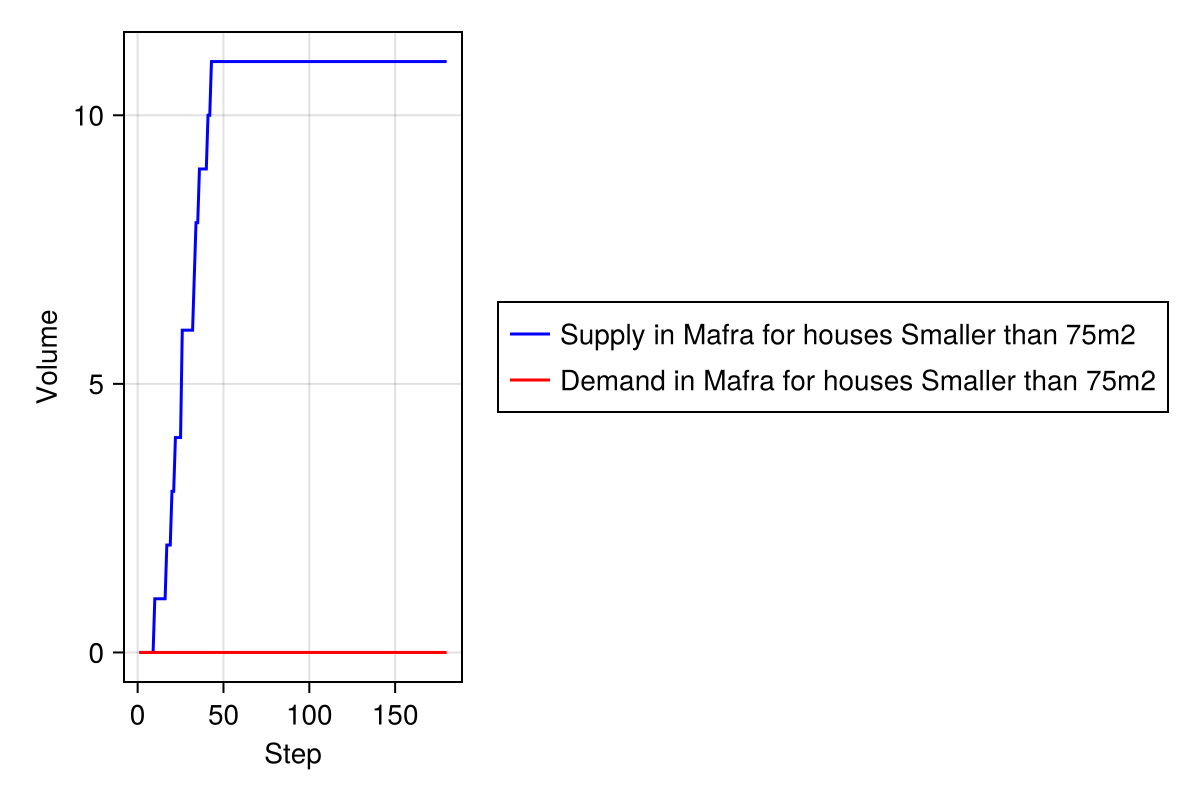 10
5
0
Volume
0 50 100 150
Step
Supply in Mafra for houses Smaller than 75m2
Demand in Mafra for houses Smaller than 75m2